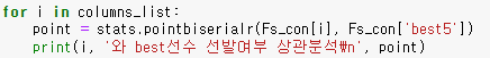 for i in columns_list:
    point = stats.pointbiserialr(Fs_con[i], Fs_con['best5'])
    print(i, '와 best선수 선발여부 상관분석₩n', point)